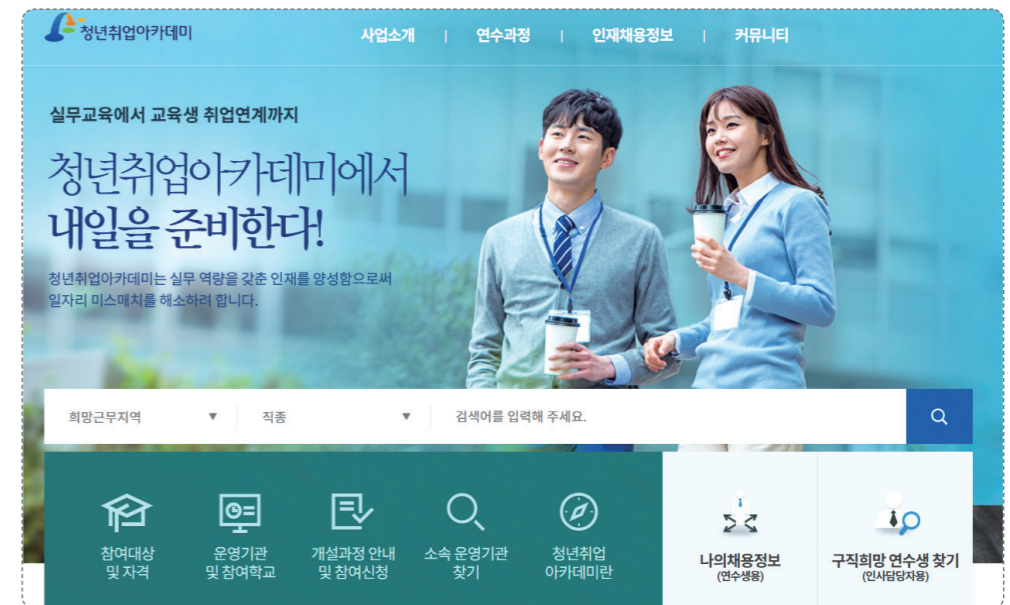 청년취업아카데미
사업소개 | 연수과정 | 인재채용정보 | 커뮤니티
실무교육에서 교육생 취업연계까지
청년취업아카데미에서
내일을 준비한다!
청년취업아카데미는 실무 역량을 갖춘 인재를 양성함으로써
일자리 미스매치를 해소하려 합니다.
희망근무지역 ▼ 직종 ▼ 검색어를 입력해 주세요.
참여대상
및 자격
운영기관
및 참여학교
개설과정 안내
및 참여신청
소속 운영기관
찾기
청년취업
아카데미란
나의채용정보
(연수생용)
구직희망 연수생 찾기
(인사담당자용)